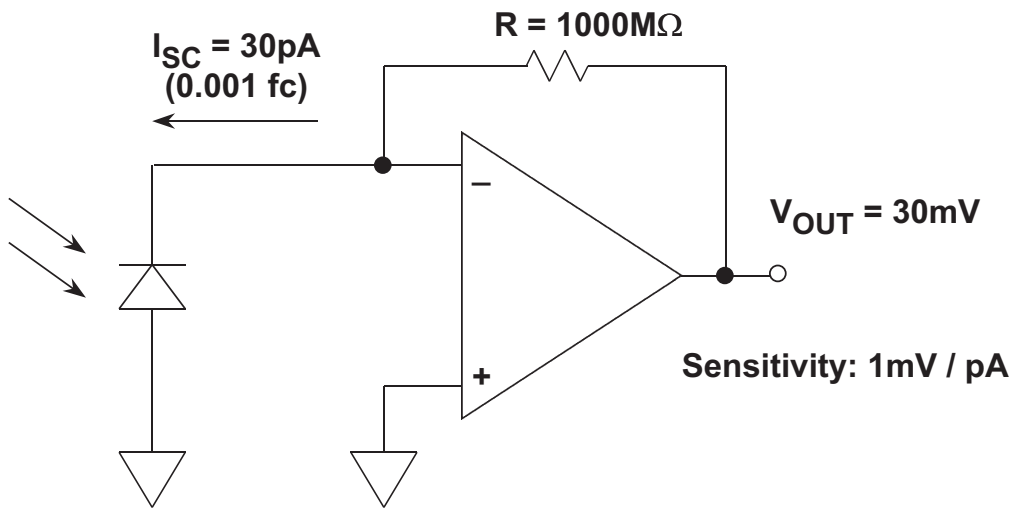 R = 1000MΩ
I_SC = 30pA
(0.001 fc)
−
V_OUT = 30mV
+
Sensitivity: 1mV / pA